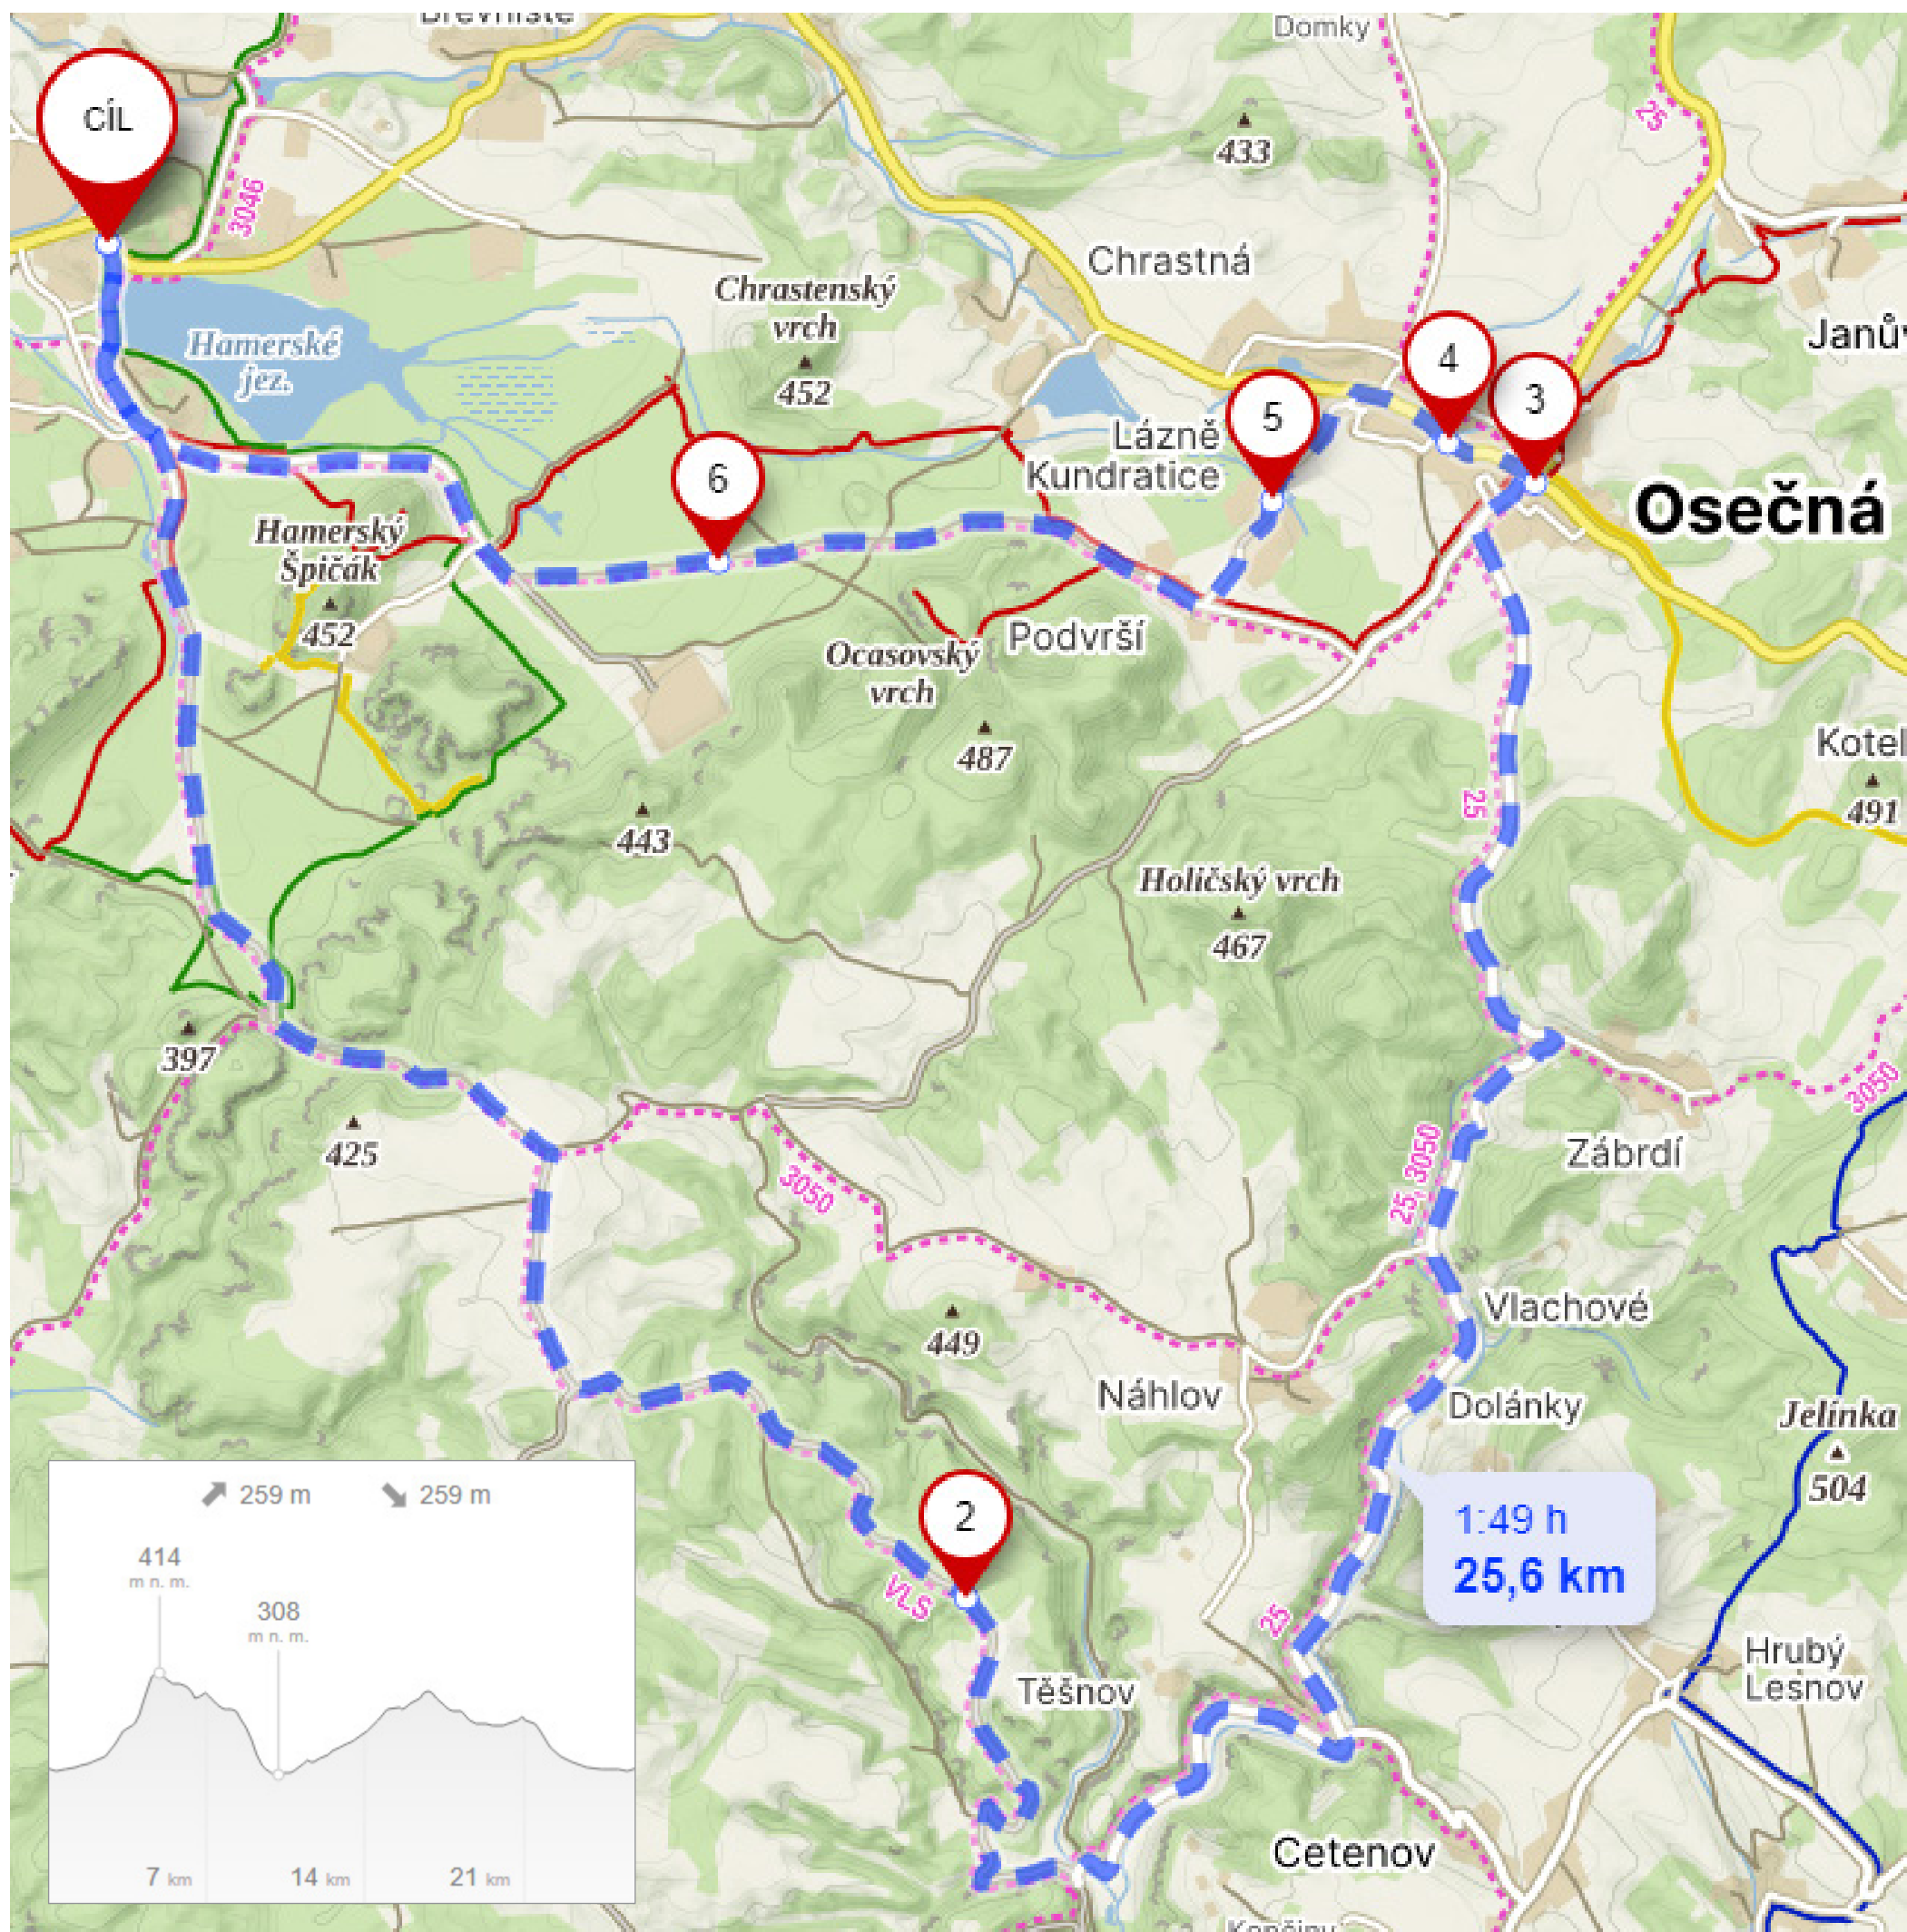 Břevniště
Domky
CÍL
433
25
3046
Chrastná
Chrastenský
vrch
452
Hamerské
jez.
4
3
5
6
Lázně
Kundratice
Osečná
Hamerský
Špičák
452
Podvrší
Ocasovský
vrch
487
Kotel
491
25
443
Holičský vrch
467
397
3050
425
Zábrdí
25, 3050
3050
Vlachové
449
Náhlov
Dolánky
Jelínka
504
259 m
259 m
1:49 h
25,6 km
2
414
m n. m.
308
m n. m.
VLS
25
Těšnov
Hrubý
Lesnov
Cetenov
7 km
14 km
21 km